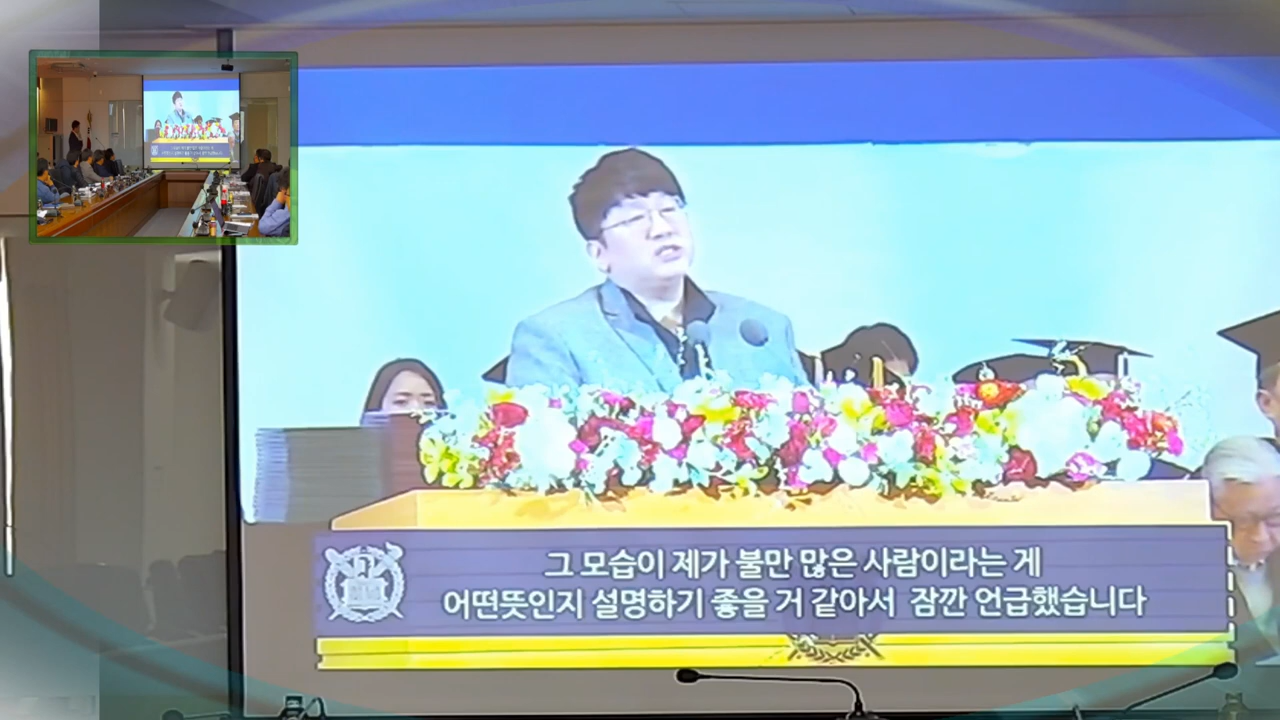 그 모습이 제가 불만 많은 사람이라는 게
어떤뜻인지 설명하기 좋을 거 같아서 잠깐 언급했습니다